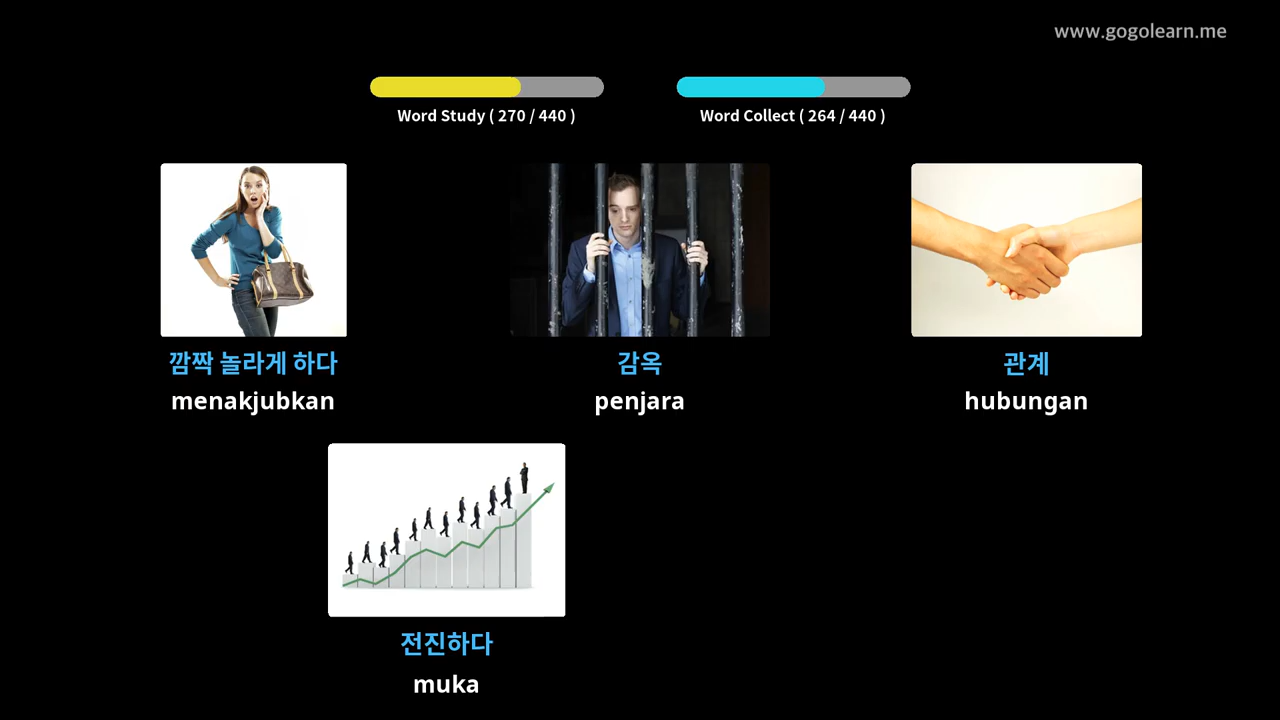 www.gogolearn.me
Word Study ( 270 / 440 )
Word Collect ( 264 / 440 )
깜짝 놀라게 하다
menakjubkan
감옥
penjara
관계
hubungan
전진하다
muka